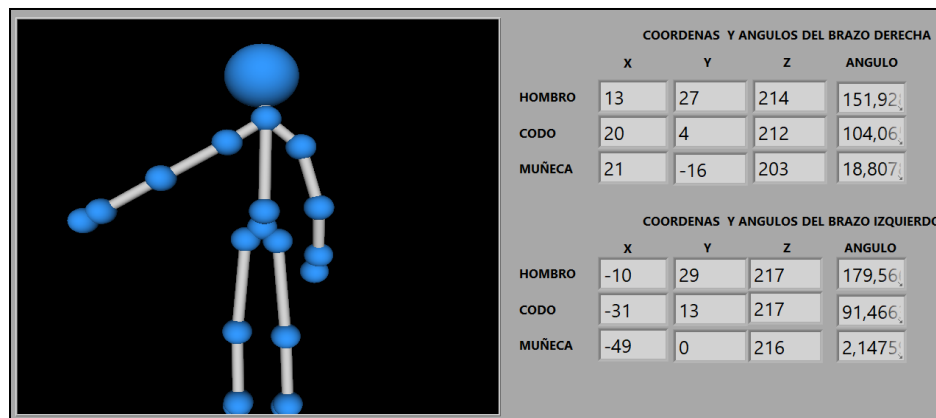 COORDENAS Y ANGULOS DEL BRAZO DERECHA
X Y Z ANGULO
HOMBRO 13 27 214 151,928
CODO 20 4 212 104,06
MUÑECA 21 -16 203 18,807
COORDENAS Y ANGULOS DEL BRAZO IZQUIERDO
X Y Z ANGULO
HOMBRO -10 29 217 179,56
CODO -31 13 217 91,466
MUÑECA -49 0 216 2,1475